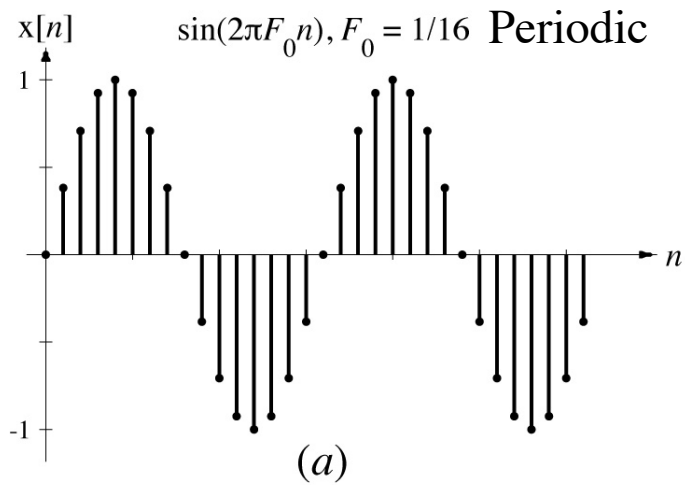 x[n] sin(2πF₀n), F₀ = 1/16 Periodic
1
n
-1
(a)